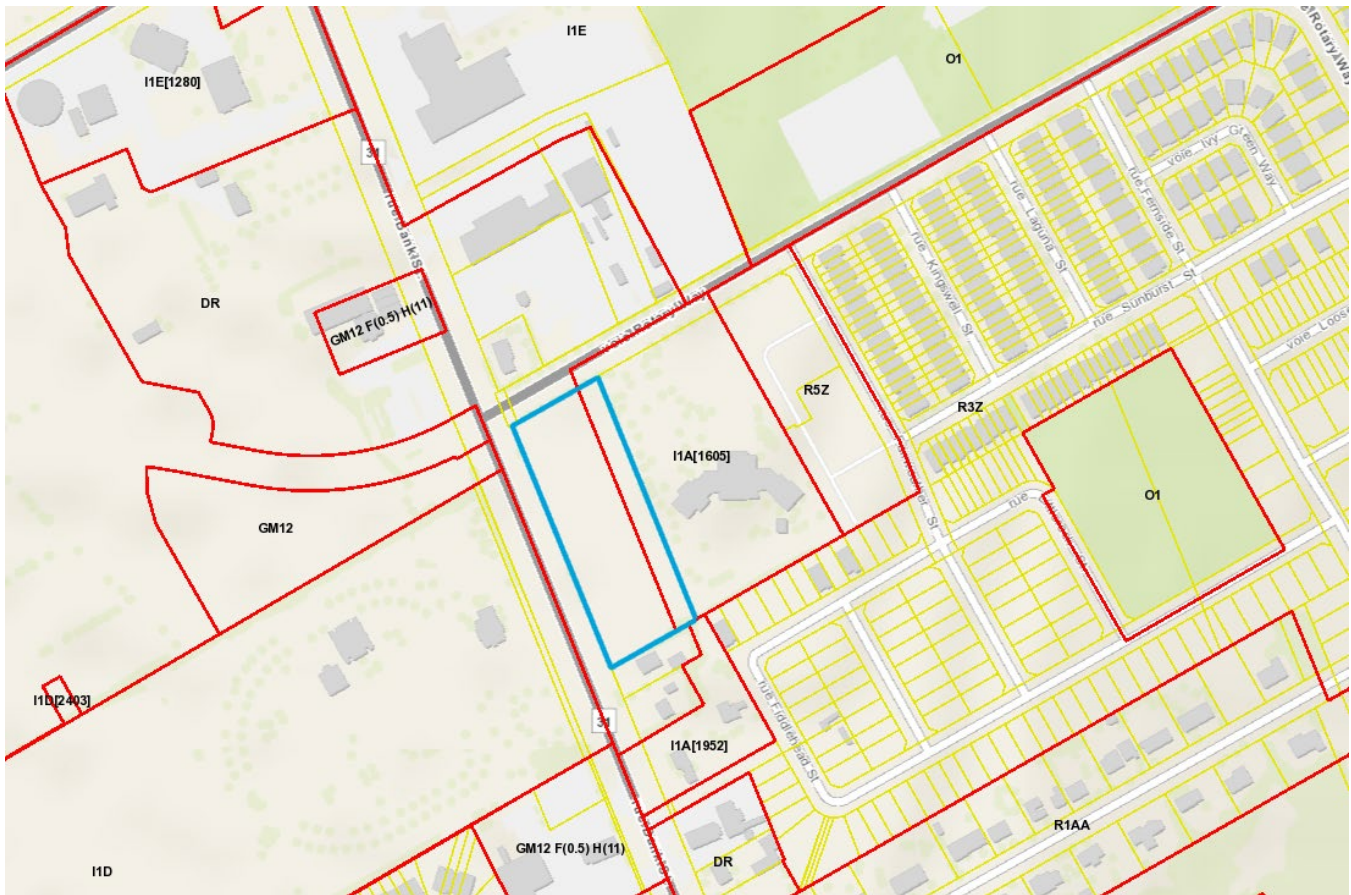 I1E
O1
I1E[1280]
31
voie Ivy Green Way
rue Laguna St
rue Fernside St
rue Kingswell St
rue Sunburst St
DR
GM12 F(0.5) H(11)
R5Z
R3Z
I1A[1605]
O1
GM12
I1D[2403]
31
rue Fiddlehead St
I1A[1952]
R1AA
GM12 F(0.5) H(11)
DR
I1D